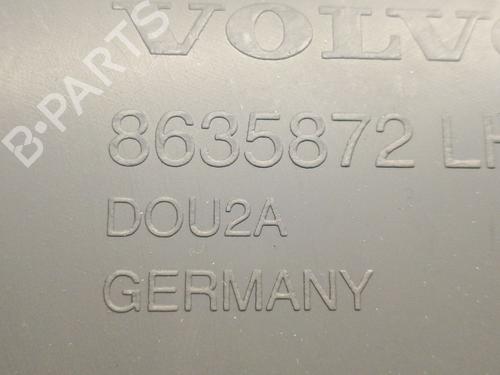 VOLVO
8635872 LH
DOU2A
GERMANY
B-PARTS